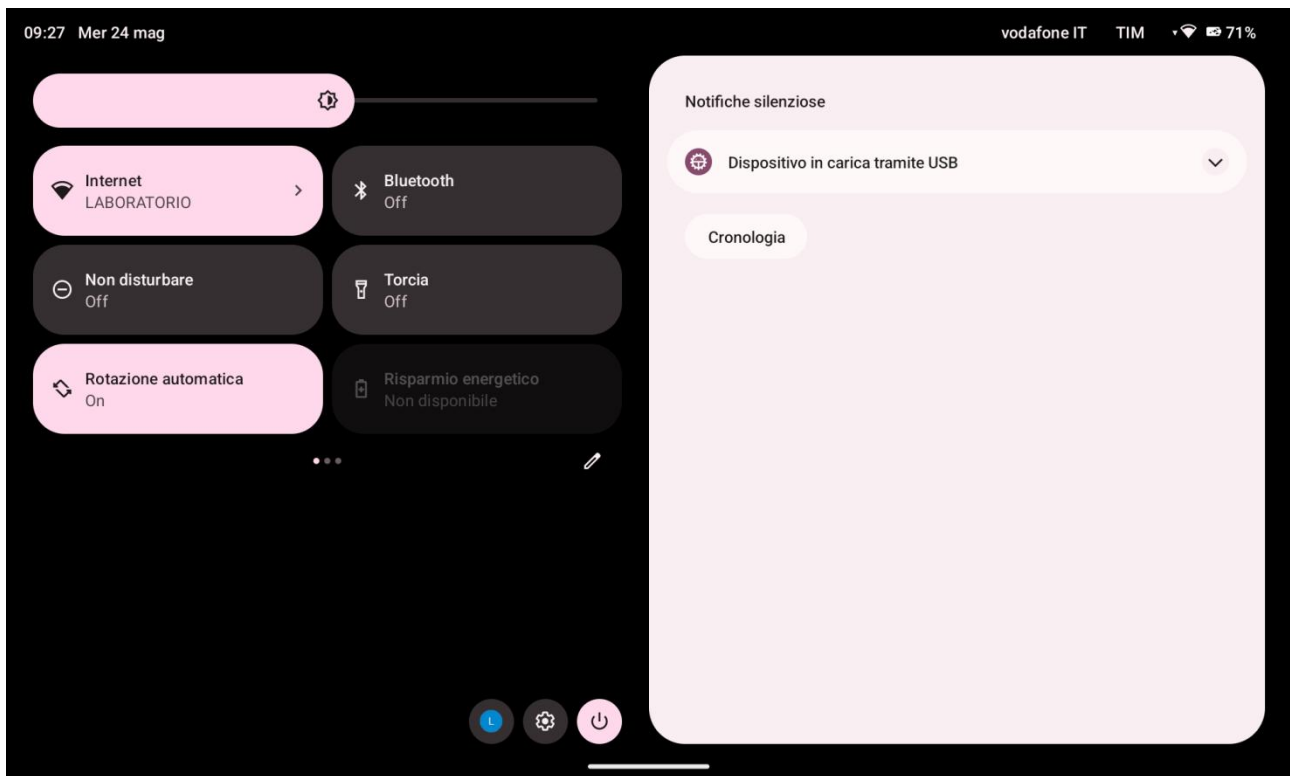 09:27 Mer 24 mag
vodafone IT TIM 71%
Internet
LABORATORIO
Bluetooth
Off
Non disturbare
Off
Torcia
Off
Rotazione automatica
On
Risparmio energetico
Non disponibile
L
Notifiche silenziose
Dispositivo in carica tramite USB
Cronologia